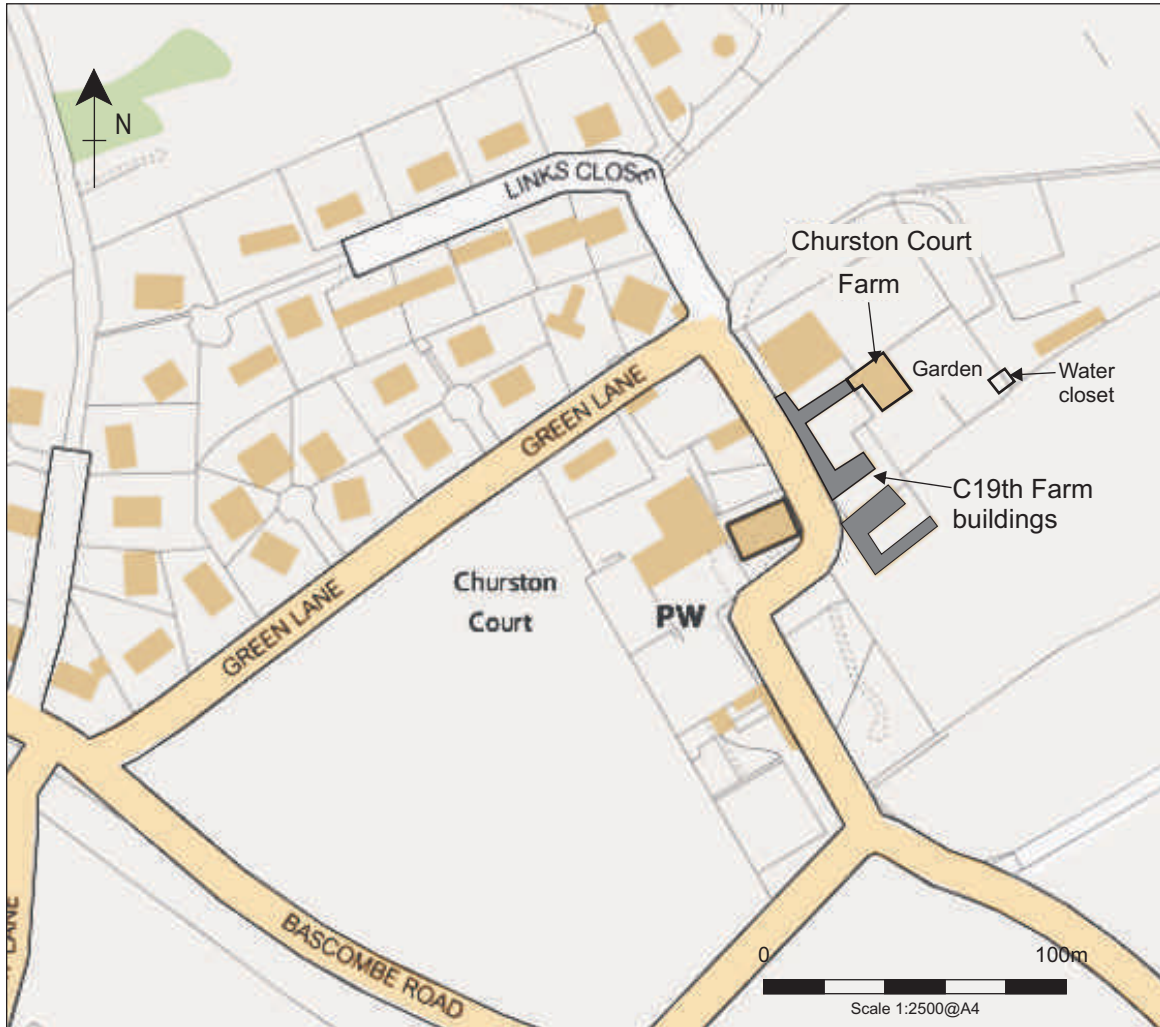 N
LINKS CLOSE
Churston Court
Farm
Garden
Water
closet
GREEN LANE
C19th Farm
buildings
Churston
Court
PW
GREEN LANE
BASCOMBE ROAD
LANE
0
100m
Scale 1:2500@A4